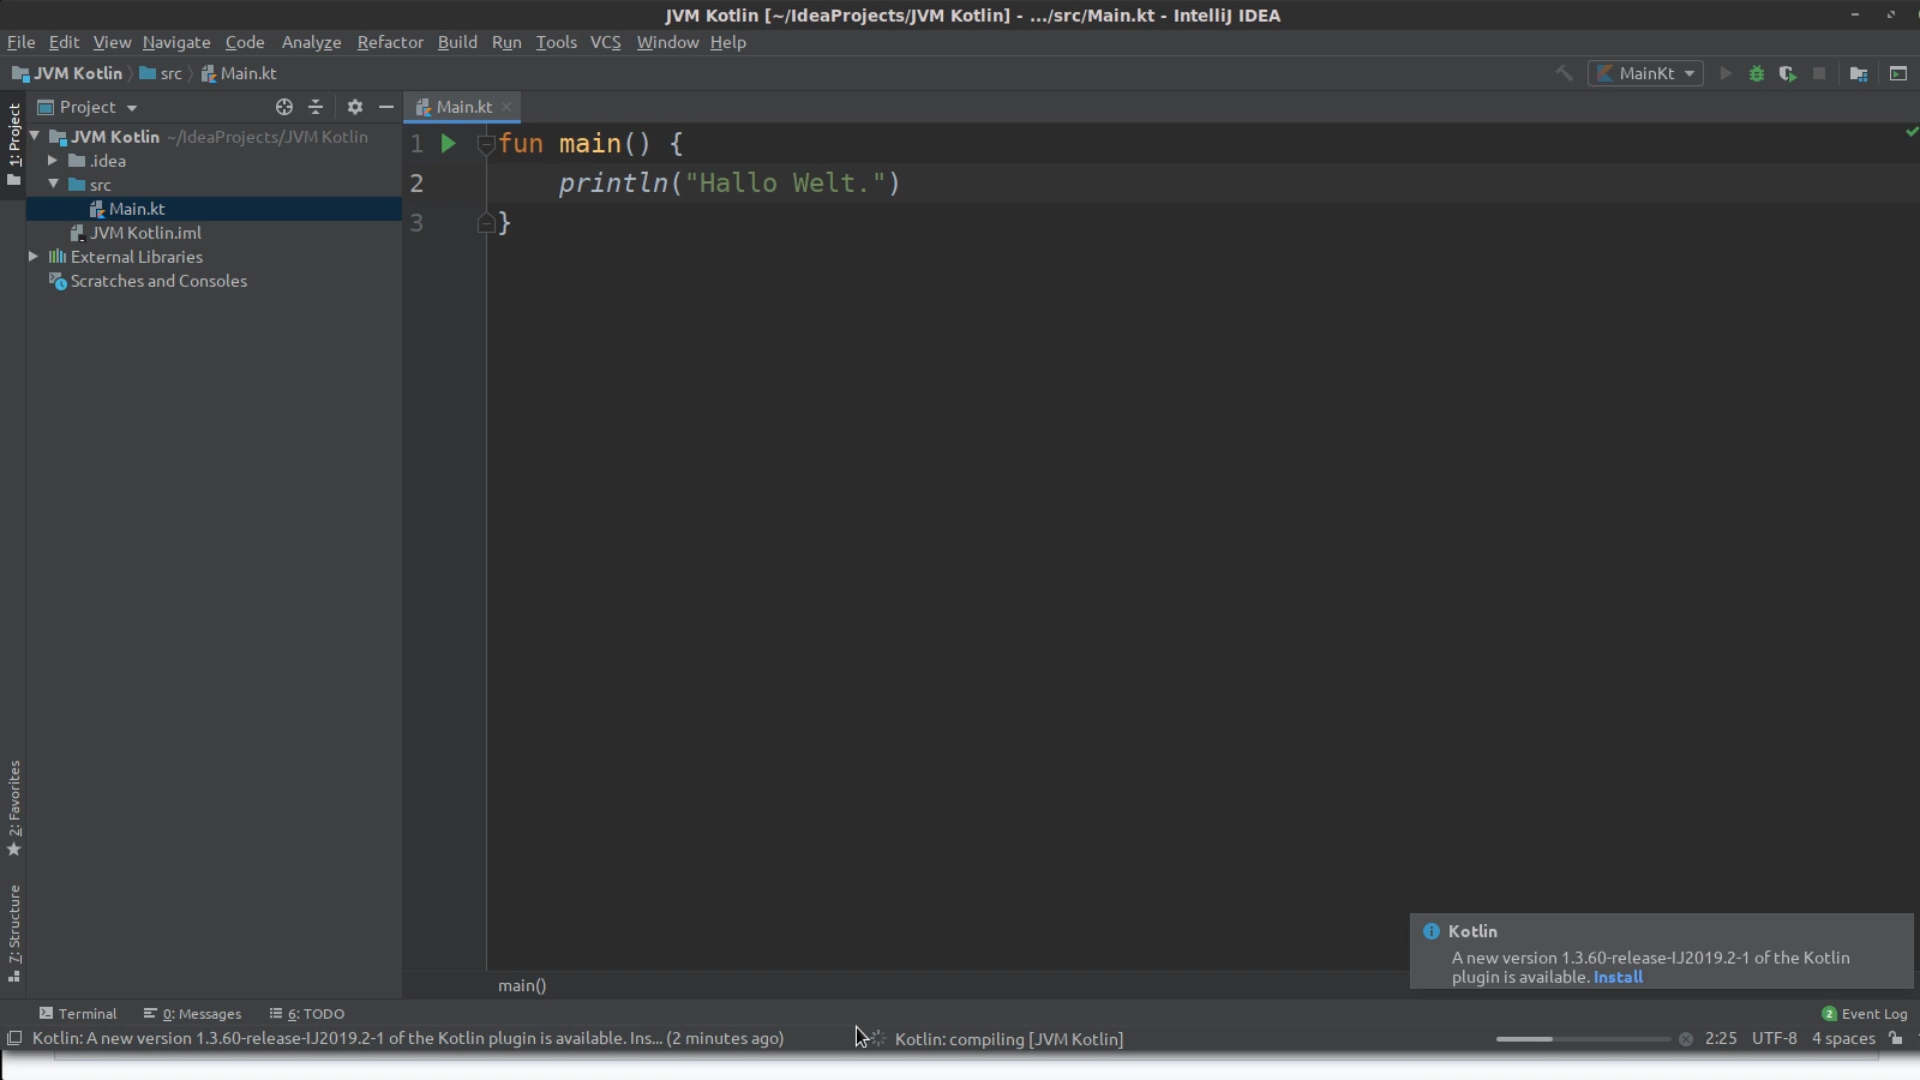 JVM Kotlin [~/IdeaProjects/JVM Kotlin] - .../src/Main.kt - IntelliJ IDEA
File Edit View Navigate Code Analyze Refactor Build Run Tools VCS Window Help
JVM Kotlin src Main.kt MainKt
1: Project
Project
Main.kt
JVM Kotlin ~/IdeaProjects/JVM Kotlin
.idea
src
Main.kt
JVM Kotlin.iml
External Libraries
Scratches and Consoles
1 fun main() {
2 println("Hallo Welt.")
3 }
2: Favorites
7: Structure
Kotlin
A new version 1.3.60-release-IJ2019.2-1 of the Kotlin
plugin is available. Install
main()
Terminal 0: Messages 6: TODO 2 Event Log
Kotlin: A new version 1.3.60-release-IJ2019.2-1 of the Kotlin plugin is available. Ins... (2 minutes ago) Kotlin: compiling [JVM Kotlin] 2:25 UTF-8 4 spaces